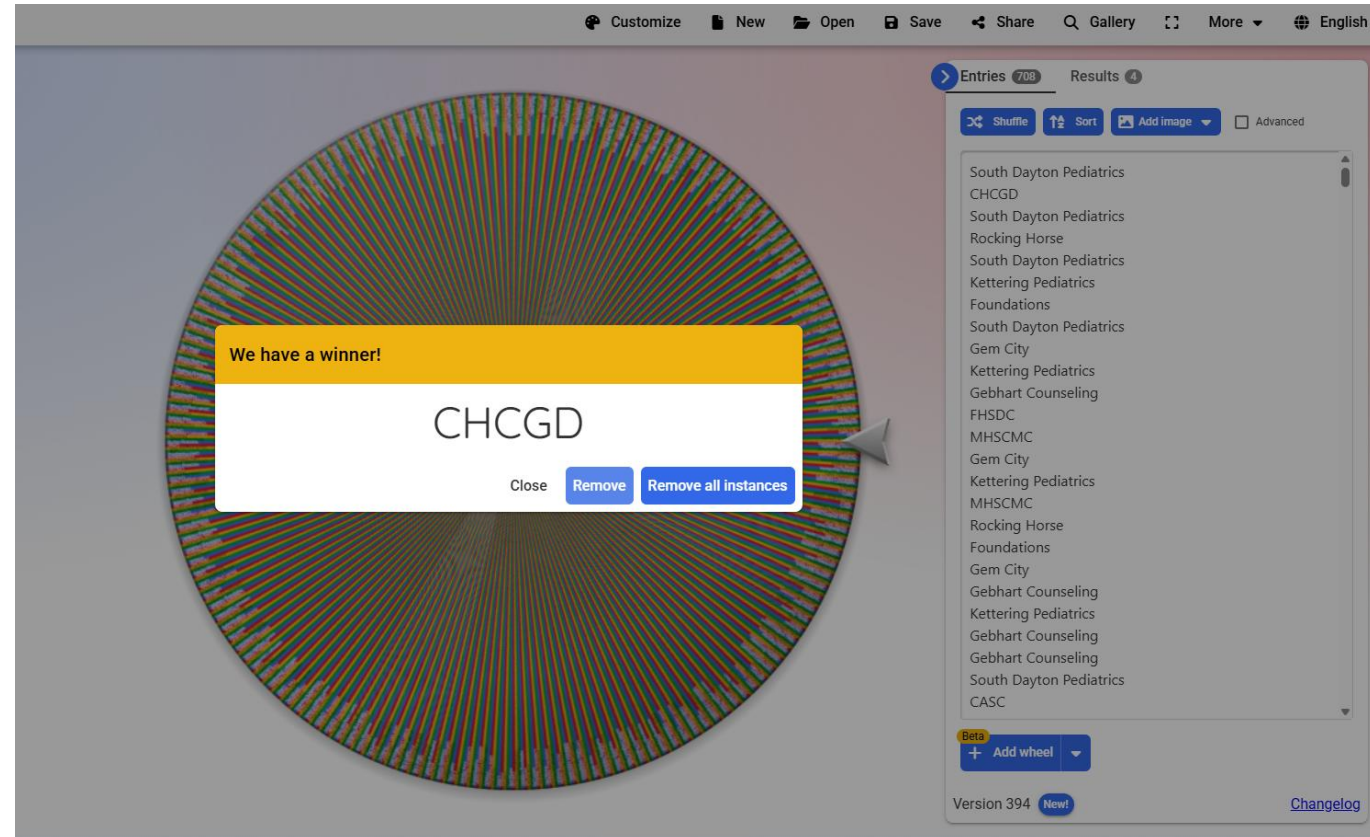 Customize New Open Save Share Gallery More English
Entries 708 Results 4
Shuffle Sort Add image Advanced
South Dayton Pediatrics
CHCGD
South Dayton Pediatrics
Rocking Horse
South Dayton Pediatrics
Kettering Pediatrics
Foundations
South Dayton Pediatrics
Gem City
Kettering Pediatrics
Gebhart Counseling
FHSDC
MHSCMC
Gem City
Kettering Pediatrics
MHSCMC
Rocking Horse
Foundations
Gem City
Gebhart Counseling
Kettering Pediatrics
Gebhart Counseling
Gebhart Counseling
South Dayton Pediatrics
CASC
Beta
Add wheel
Version 394 New! Changelog
We have a winner!
CHCGD
Close Remove Remove all instances